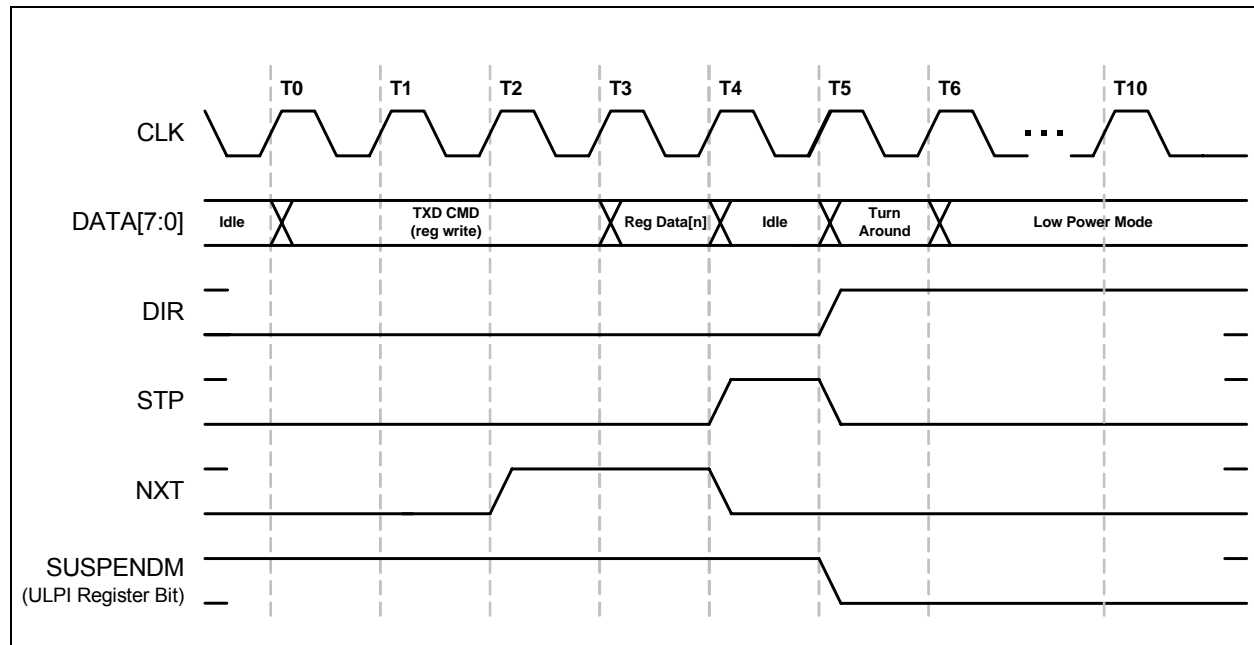 T0 T1 T2 T3 T4 T5 T6 T10
CLK
...
DATA[7:0]
Idle
TXD CMD
(reg write)
Reg Data[n]
Idle
Turn
Around
Low Power Mode
DIR
STP
NXT
SUSPENDM
(ULPI Register Bit)